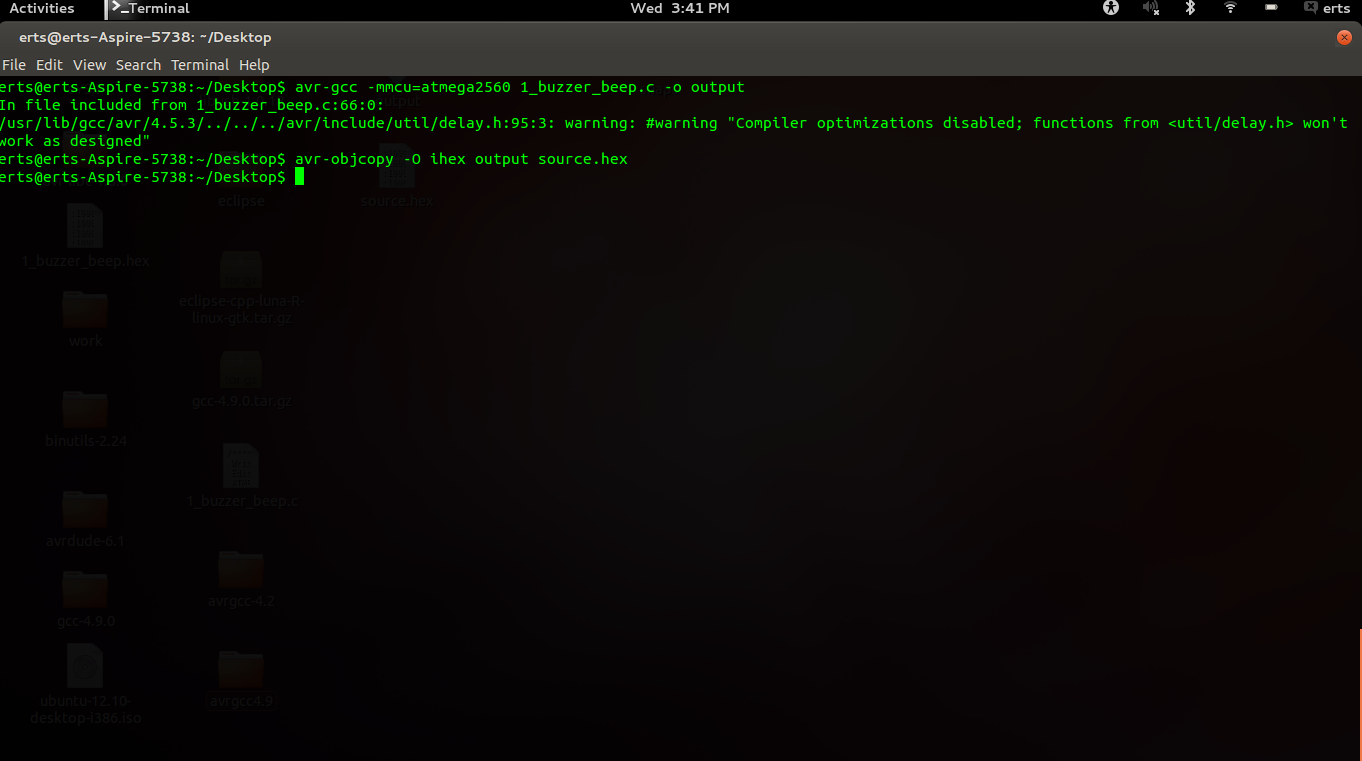 Activities
>_Terminal
Wed 3:41 PM
erts
erts@erts-Aspire-5738: ~/Desktop
File Edit View Search Terminal Help
erts@erts-Aspire-5738:~/Desktop$ avr-gcc -mmcu=atmega2560 1_buzzer_beep.c -o output
In file included from 1_buzzer_beep.c:66:0:
/usr/lib/gcc/avr/4.5.3/../../../avr/include/util/delay.h:95:3: warning: #warning "Compiler optimizations disabled; functions from <util/delay.h> won't
work as designed"
erts@erts-Aspire-5738:~/Desktop$ avr-objcopy -O ihex output source.hex
erts@erts-Aspire-5738:~/Desktop$
eclipse
source.hex
1_buzzer_beep.hex
eclipse-cpp-luna-R-
linux-gtk.tar.gz
work
gcc-4.9.0.tar.gz
binutils-2.24
1_buzzer_beep.c
avrdude-6.1
avrgcc-4.2
gcc-4.9.0
ubuntu-12.10-
desktop-i386.iso
avrgcc4.9